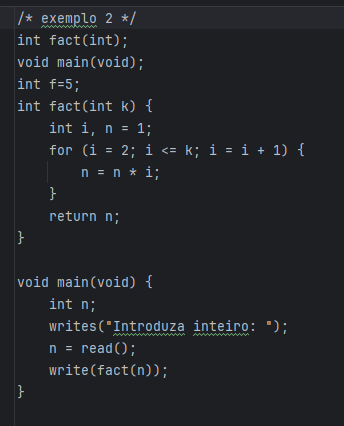 /* exemplo 2 */
int fact(int);
void main(void);
int f=5;
int fact(int k) {
    int i, n = 1;
    for (i = 2; i <= k; i = i + 1) {
        n = n * i;
    }
    return n;
}

void main(void) {
    int n;
    writes("Introduza inteiro: ");
    n = read();
    write(fact(n));
}